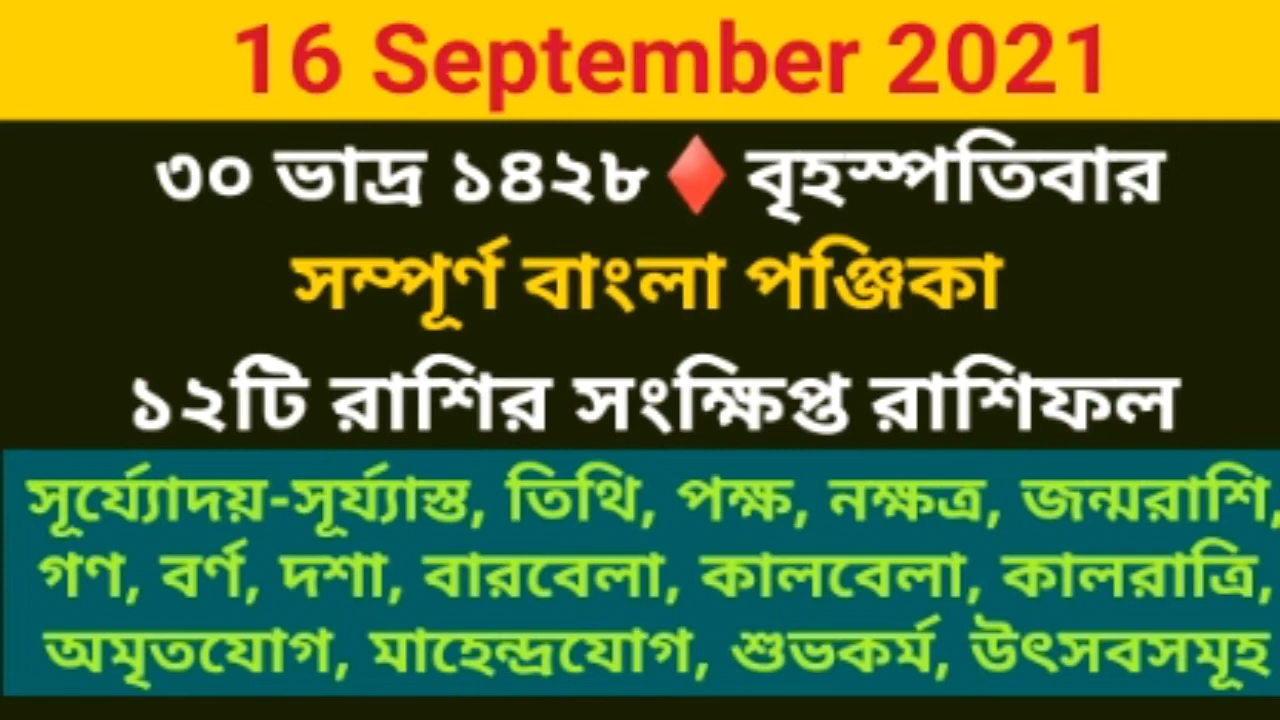 16 September 2021
৩০ ভাদ্র ১৪২৮♦️বৃহস্পতিবার
সম্পূর্ণ বাংলা পঞ্জিকা
১২টি রাশির সংক্ষিপ্ত রাশিফল
সূর্য্যোদয়-সূর্য্যাস্ত, তিথি, পক্ষ, নক্ষত্র, জন্মরাশি,
গণ, বর্ণ, দশা, বারবেলা, কালবেলা, কালরাত্রি,
অমৃতযোগ, মাহেন্দ্রযোগ, শুভকর্ম, উৎসবসমূহ